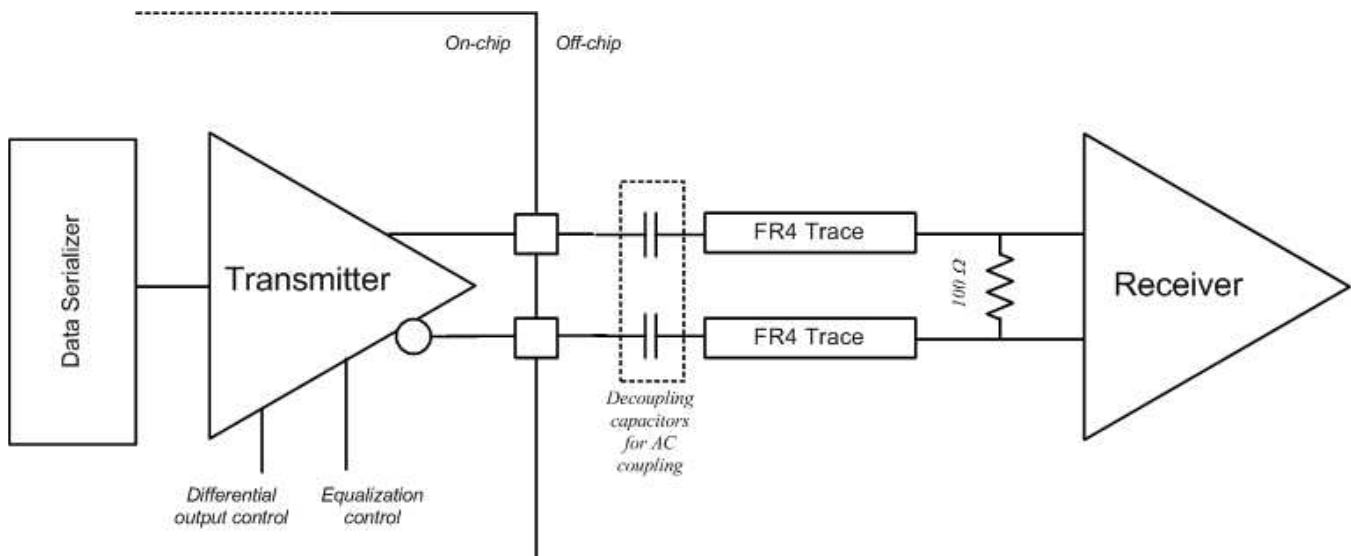 On-chip
Off-chip
Data Serializer
Transmitter
FR4 Trace
FR4 Trace
100 Ω
Receiver
Decoupling
capacitors
for AC
coupling
Differential
output control
Equalization
control